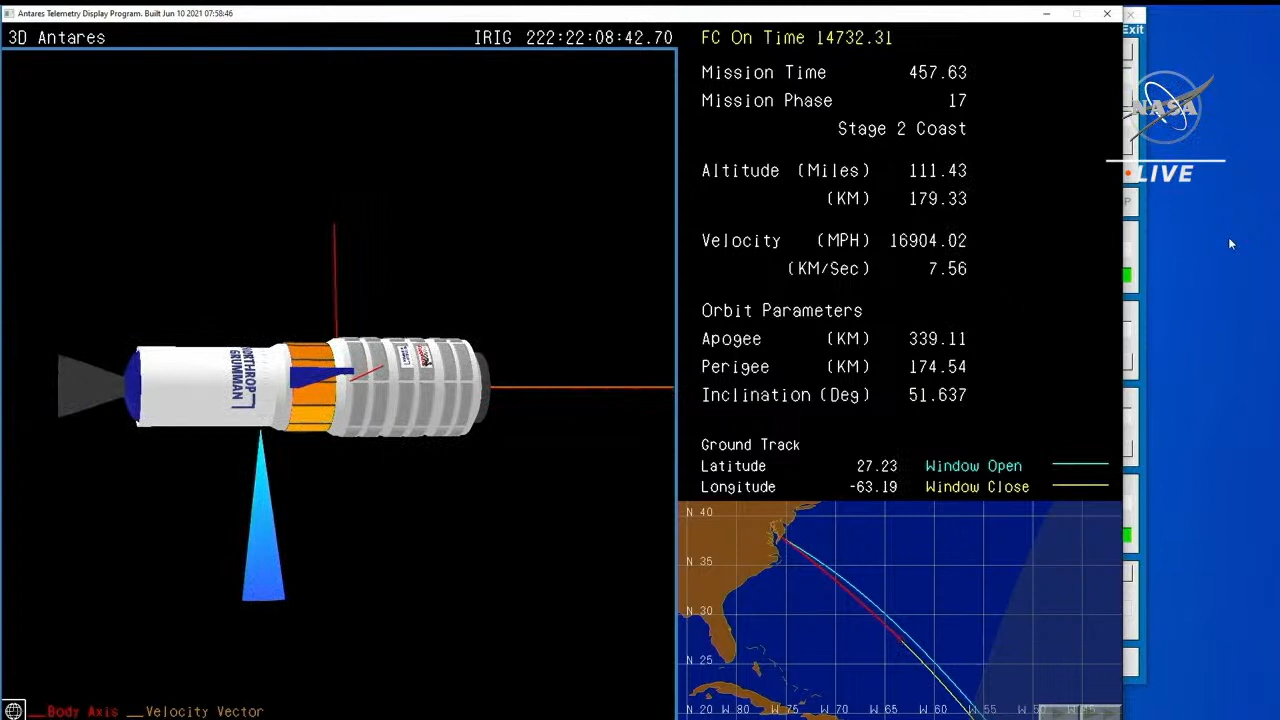 Antares Telemetry Display Program. Built Jun 10 2021 07:58:46
Exit
3D Antares
IRIG 222:22:08:42.70
FC On Time 14732.31
Mission Time 457.63
Mission Phase 17
Stage 2 Coast
Altitude (Miles) 111.43
(KM) 179.33
Velocity (MPH) 16904.02
(KM/Sec) 7.56
Orbit Parameters
Apogee (KM) 339.11
Perigee (KM) 174.54
Inclination (Deg) 51.637
Ground Track
Latitude 27.23 Window Open
Longitude -63.19 Window Close
NASA
LIVE
P
NORTHROP
GRUMMAN
N 40
N 35
N 30
N 25
N 20 W 80 W 75 W 70 W 65 W 60 W 55 W 50
Body Axis Velocity Vector